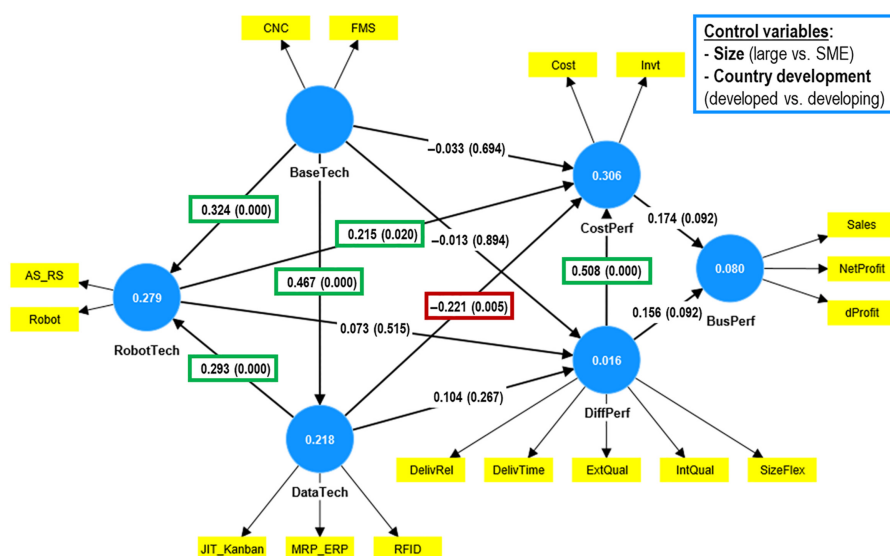 CNC
FMS
Control variables:
- Size (large vs. SME)
- Country development
(developed vs. developing)
Cost
Invt
BaseTech
–0.033 (0.694)
0.306
CostPerf
0.324 (0.000)
0.215 (0.020)
–0.013 (0.894)
0.174 (0.092)
Sales
AS_RS
0.279
Robot
RobotTech
0.467 (0.000)
0.508 (0.000)
0.080
NetProfit
BusPerf
dProfit
–0.221 (0.005)
0.073 (0.515)
0.156 (0.092)
0.293 (0.000)
0.016
DiffPerf
0.104 (0.267)
0.218
DataTech
DelivRel
DelivTime
ExtQual
IntQual
SizeFlex
JIT_Kanban
MRP_ERP
RFID